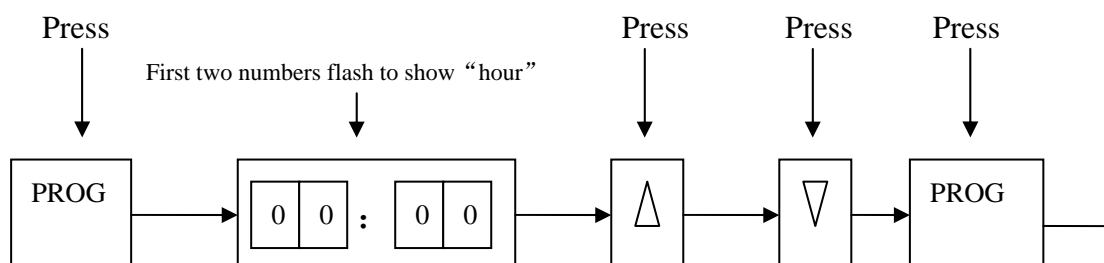 Press Press Press Press
First two numbers flash to show “hour”
PROG 0 0 : 0 0 PROG